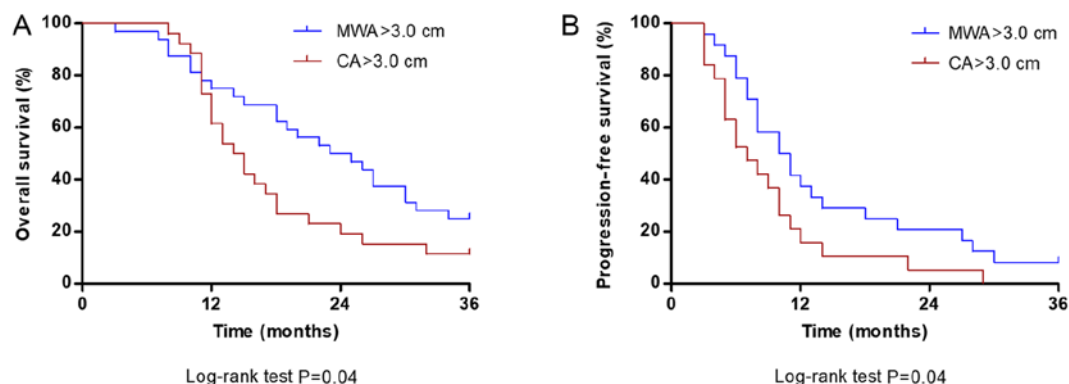 A
Overall survival (%)
100
80
60
40
20
0
0 12 24 36
Time (months)
MWA>3.0 cm
CA>3.0 cm
Log-rank test P=0.04
B
Progression-free survival (%)
100
80
60
40
20
0
0 12 24 36
Time (months)
MWA>3.0 cm
CA>3.0 cm
Log-rank test P=0.04